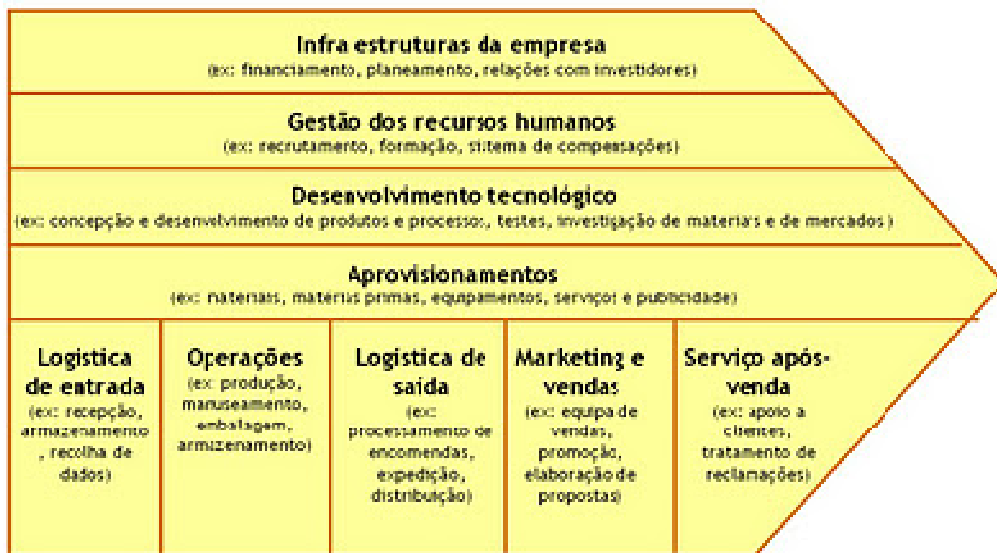 Infra estruturas da empresa
(ex: financiamento, planeamento, relações com investidores)
Gestão dos recursos humanos
(ex: recrutamento, formação, sistema de compensações)
Desenvolvimento tecnológico
(ex: concepção e desenvolvimento de produtos e processos, testes, investigação de materiais e de mercados)
Aprovisionamentos
(ex: materiais, matérias primas, equipamentos, serviços e publicidade)
Logística
de entrada
(ex: recepção,
armazenamento
, recolha de
dados)
Operações
(ex: produção,
manuseamento,
embalagem,
armizenamento)
Logística de
saída
(ex:
processamento de
encomendas,
expedição,
distribuição)
Marketing e
vendas
(ex: equipa de
vendas,
promoção,
elaboração de
propostas)
Serviço após-
venda
(ex: apoio a
clientes,
tratamento de
reclamações)